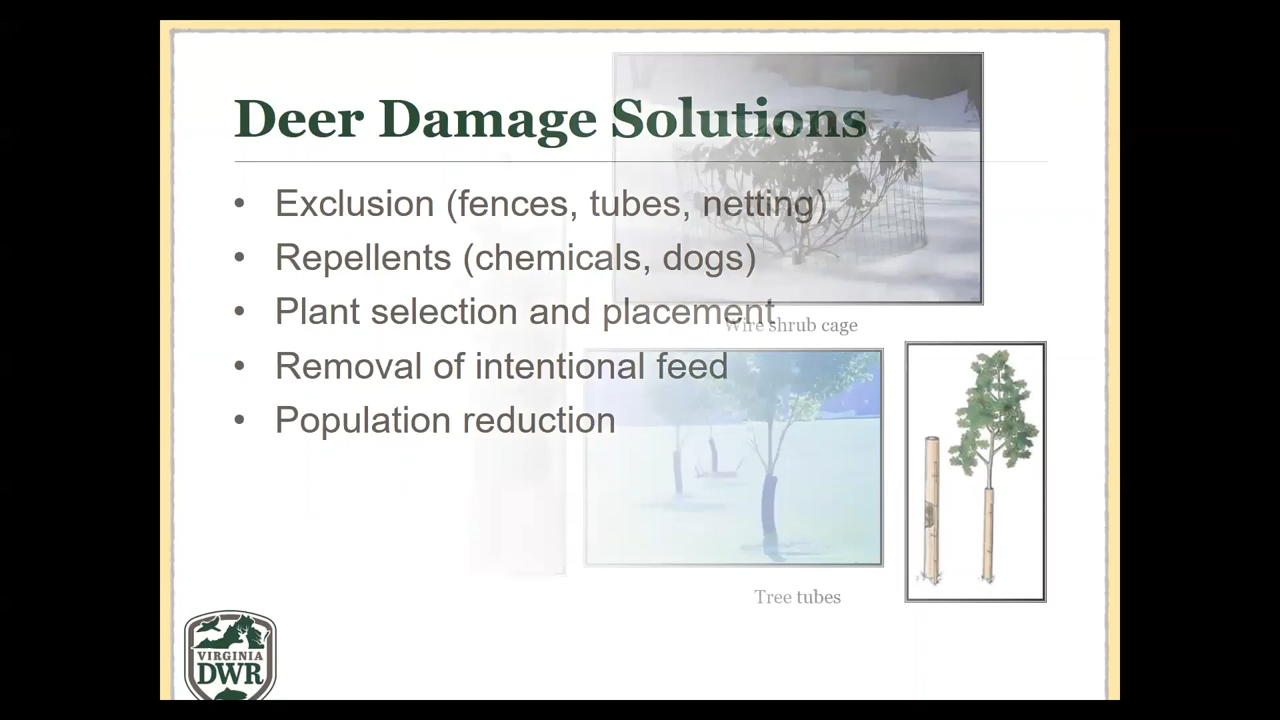 Deer Damage Solutions
• Exclusion (fences, tubes, netting)
• Repellents (chemicals, dogs)
• Plant selection and placement
Wire shrub cage
• Removal of intentional feed
• Population reduction
Tree tubes
VIRGINIA
DWR